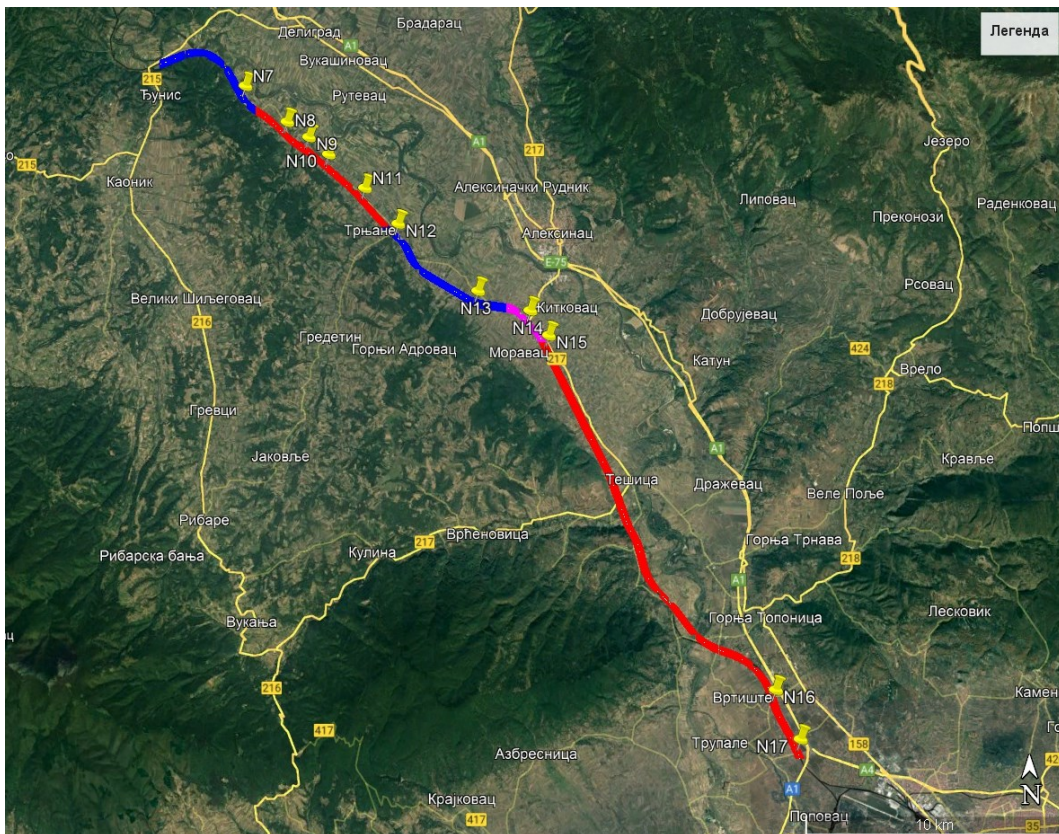 Брадарац
Легенда
Делиград
A1
Вукашиновац
215
N7
Ђунис
Рутевац
N8
A1
217
Језеро
N9
215
N10
Каоник
N11
Алексиначки Рудник
Липовац
Раденковац
Преконози
Трњане
N12
Алексинац
E-75
Рсовац
Велики Шиљеговац
N13
Китковац
Добрујевац
216
N14
Гредетин
Горњи Адровац
N15
Моравац
217
Катун
424
Врело
218
Гревци
Попш
A1
Јаковље
Кравље
Тешица
Дражевац
Веле Поље
Рибаре
Врћеновица
Горња Трнава
217
Кулина
Рибарска бања
218
A1
Лесковик
Вукања
Горња Топоница
216
N16
Вртиште
Камен
417
N17
Трупале
158
Азбресница
A4
N
A1
Крајковац
417
Поповац
10 km
35